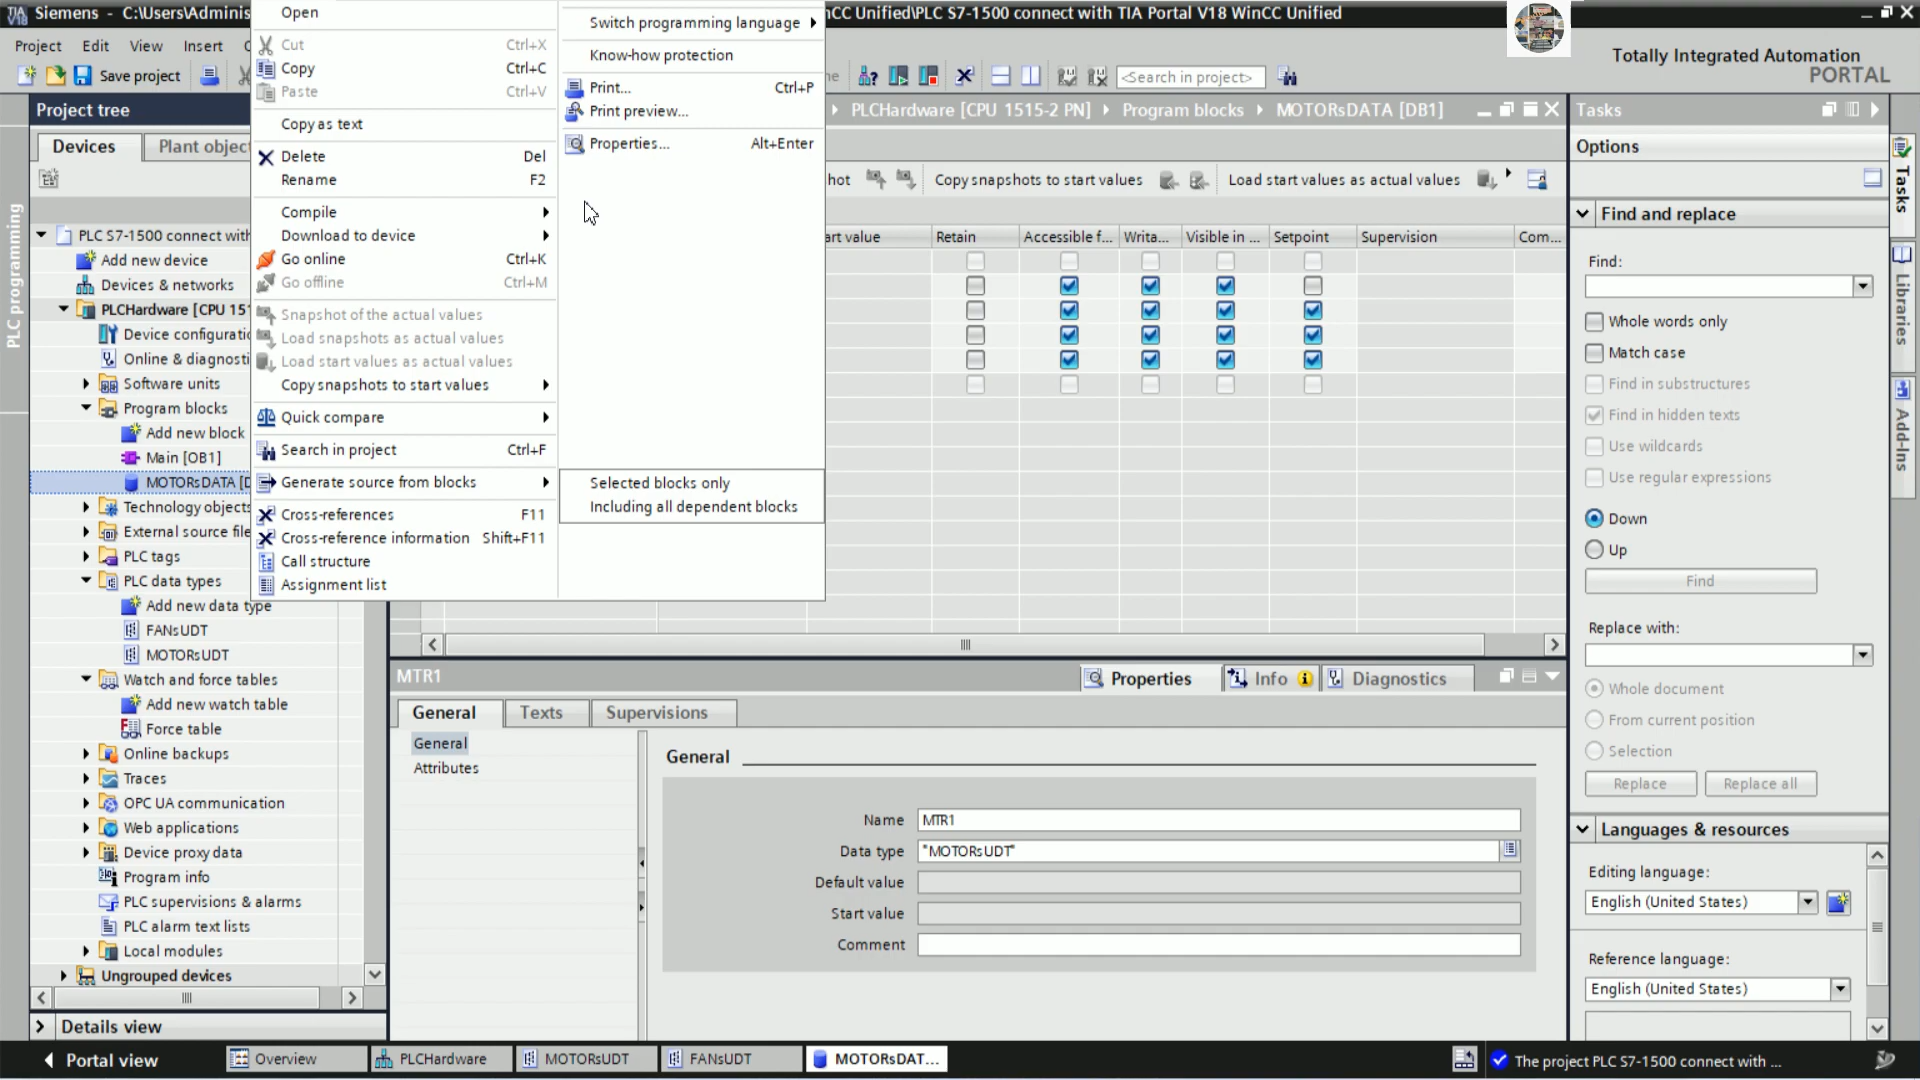 Siemens - C:\Users\Adminis
nCC Unified\PLC S7-1500 connect with TIA Portal V18 WinCC Unified
Project Edit View Insert
Totally Integrated Automation
PORTAL
Save project
<Search in project>
Project tree
PLCHardware [CPU 1515-2 PN] Program blocks MOTORsDATA [DB1]
Tasks
Devices
Plant objec
Options
hot
Copy snapshots to start values
Load start values as actual values
Open
Cut Ctrl+X
Copy Ctrl+C
Paste Ctrl+V
Copy as text
Delete Del
Rename F2
Compile
Download to device
Go online Ctrl+K
Go offline Ctrl+M
Snapshot of the actual values
Load snapshots as actual values
Load start values as actual values
Copy snapshots to start values
Quick compare
Search in project Ctrl+F
Generate source from blocks
Cross-references F11
Cross-reference information Shift+F11
Call structure
Assignment list
Switch programming language
Know-how protection
Print... Ctrl+P
Print preview...
Properties... Alt+Enter
Selected blocks only
Including all dependent blocks
PLC programming
PLC S7-1500 connect with
Add new device
Devices & networks
PLCHardware [CPU 151
Device configuratio
Online & diagnosti
Software units
Program blocks
Add new block
Main [OB1]
MOTORsDATA [D
Technology objects
External source file
PLC tags
PLC data types
Add new data type
FANsUDT
MOTORsUDT
Watch and force tables
Add new watch table
Force table
Online backups
Traces
OPC UA communication
Web applications
Device proxy data
Program info
PLC supervisions & alarms
PLC alarm text lists
Local modules
Ungrouped devices
Details view
art value Retain Accessible f... Writa... Visible in ... Setpoint Supervision Com...
MTR1
Properties
Info
Diagnostics
General
Texts
Supervisions
General
Attributes
General
Name MTR1
Data type "MOTORsUDT"
Default value
Start value
Comment
Find and replace
Find:
Whole words only
Match case
Find in substructures
Find in hidden texts
Use wildcards
Use regular expressions
Down
Up
Find
Replace with:
Whole document
From current position
Selection
Replace
Replace all
Languages & resources
Editing language:
English (United States)
Reference language:
English (United States)
Tasks
Libraries
Add-Ins
Portal view
Overview
PLCHardware
MOTORsUDT
FANsUDT
MOTORsDAT...
The project PLC S7-1500 connect with ...